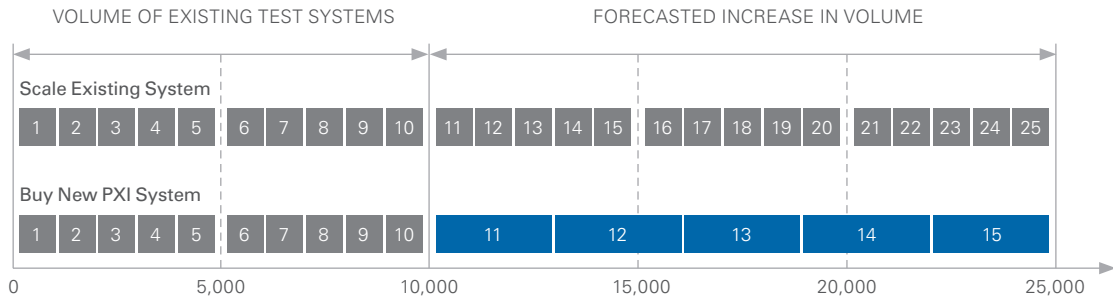 VOLUME OF EXISTING TEST SYSTEMS FORECASTED INCREASE IN VOLUME
Scale Existing System
1 2 3 4 5 6 7 8 9 10 11 12 13 14 15 16 17 18 19 20 21 22 23 24 25
Buy New PXI System
1 2 3 4 5 6 7 8 9 10 11 12 13 14 15
0 5,000 10,000 15,000 20,000 25,000